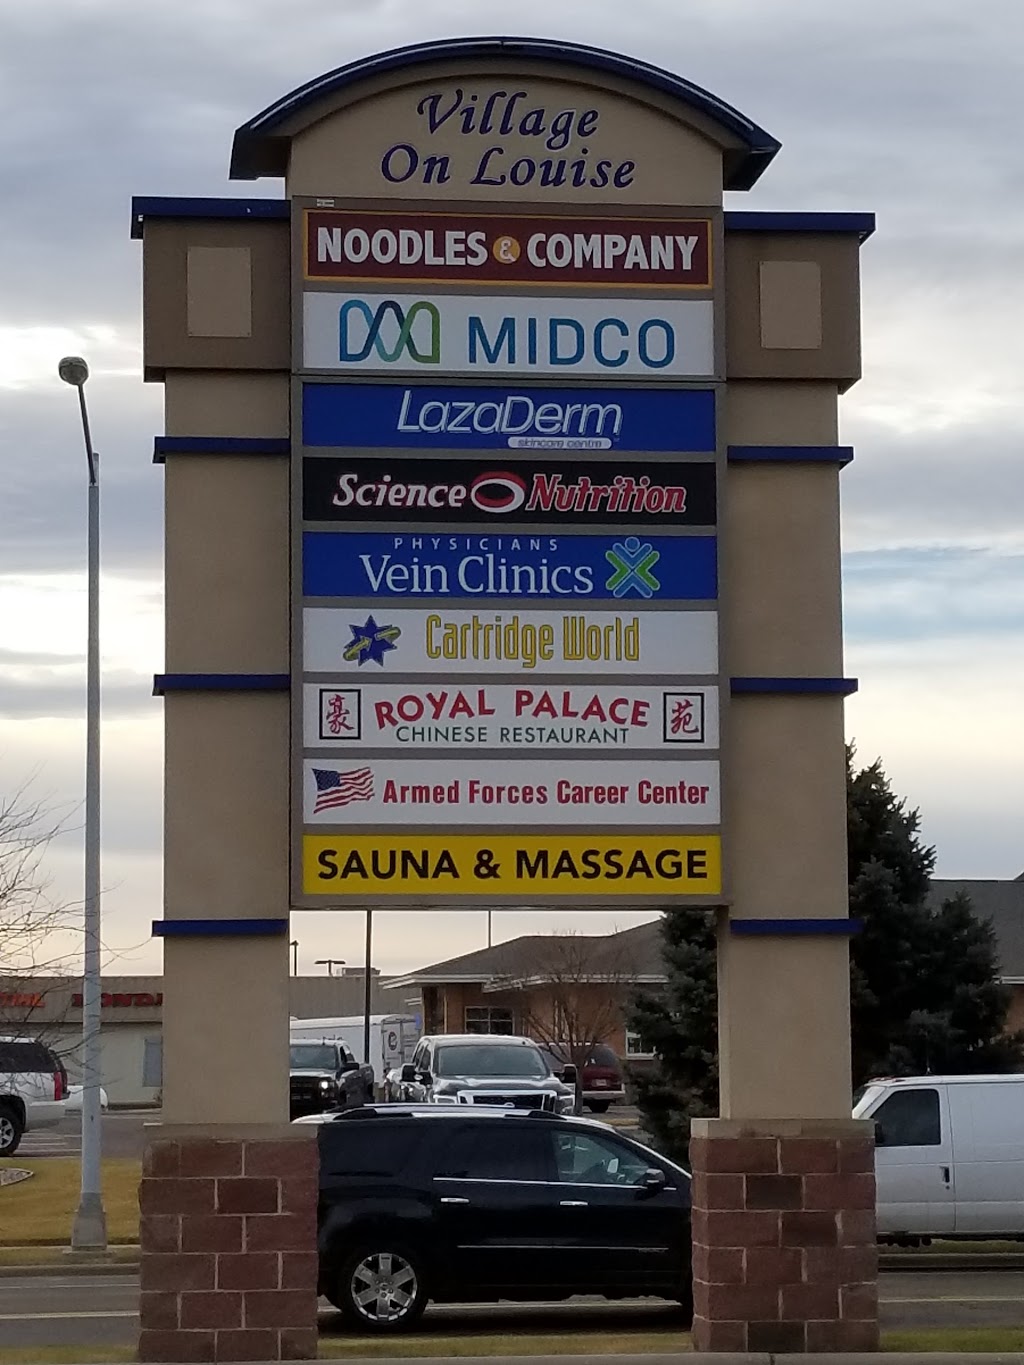 Village
On Louise
NOODLES & COMPANY
MIDCO
LazaDerm
skincare centre
Science Nutrition
PHYSICIANS
Vein Clinics
Cartridge World
豪 ROYAL PALACE 苑
CHINESE RESTAURANT
Armed Forces Career Center
SAUNA & MASSAGE
HONDA